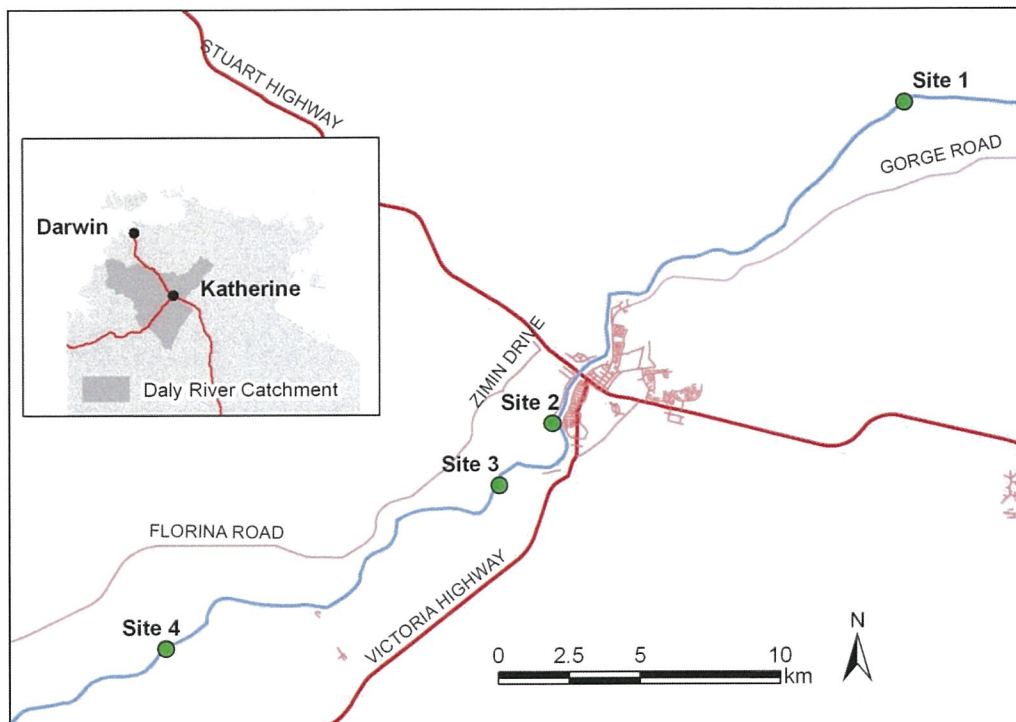 STUART HIGHWAY
Site 1
GORGE ROAD
Darwin
Katherine
Daly River Catchment
ZIMIN DRIVE
Site 2
Site 3
FLORINA ROAD
VICTORIA HIGHWAY
Site 4
N
0 2.5 5 10
km